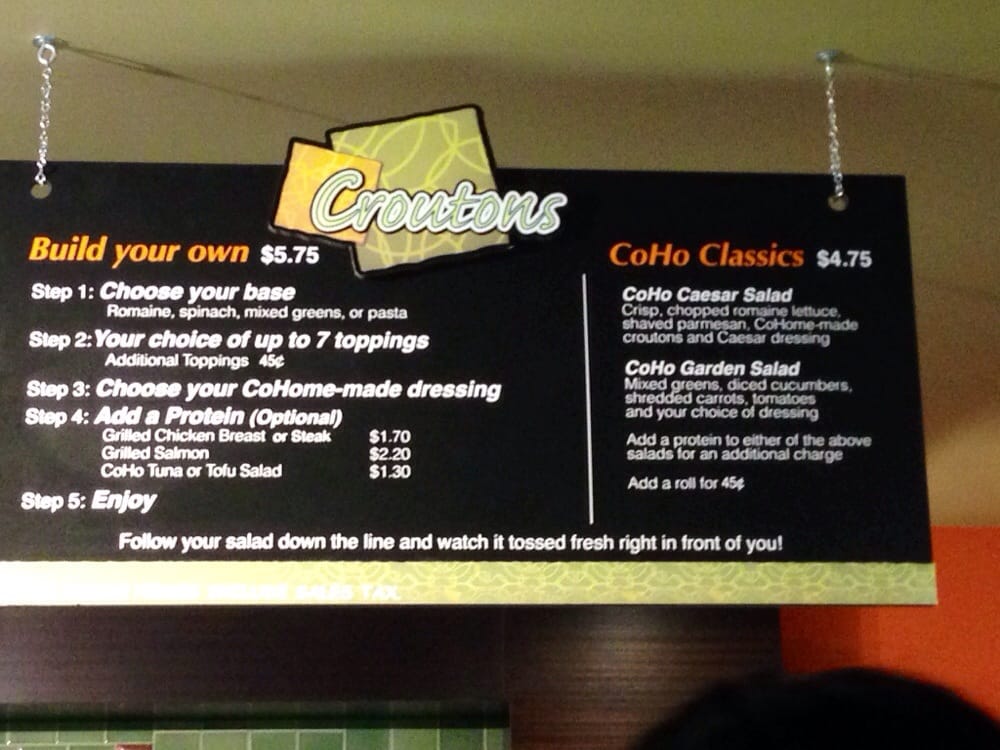 Croutons
Build your own $5.75
Step 1: Choose your base
Romaine, spinach, mixed greens, or pasta
Step 2: Your choice of up to 7 toppings
Additional Toppings 45¢
Step 3: Choose your CoHome-made dressing
Step 4: Add a Protein (Optional)
Grilled Chicken Breast or Steak $1.70
Grilled Salmon $2.20
CoHo Tuna or Tofu Salad $1.30
Step 5: Enjoy
CoHo Classics $4.75
CoHo Caesar Salad
Crisp, chopped romaine lettuce,
shaved parmesan, CoHome-made
croutons and Caesar dressing
CoHo Garden Salad
Mixed greens, diced cucumbers,
shredded carrots, tomatoes
and your choice of dressing
Add a protein to either of the above
salads for an additional charge
Add a roll for 45¢
Follow your salad down the line and watch it tossed fresh right in front of you!
SALES TAX.